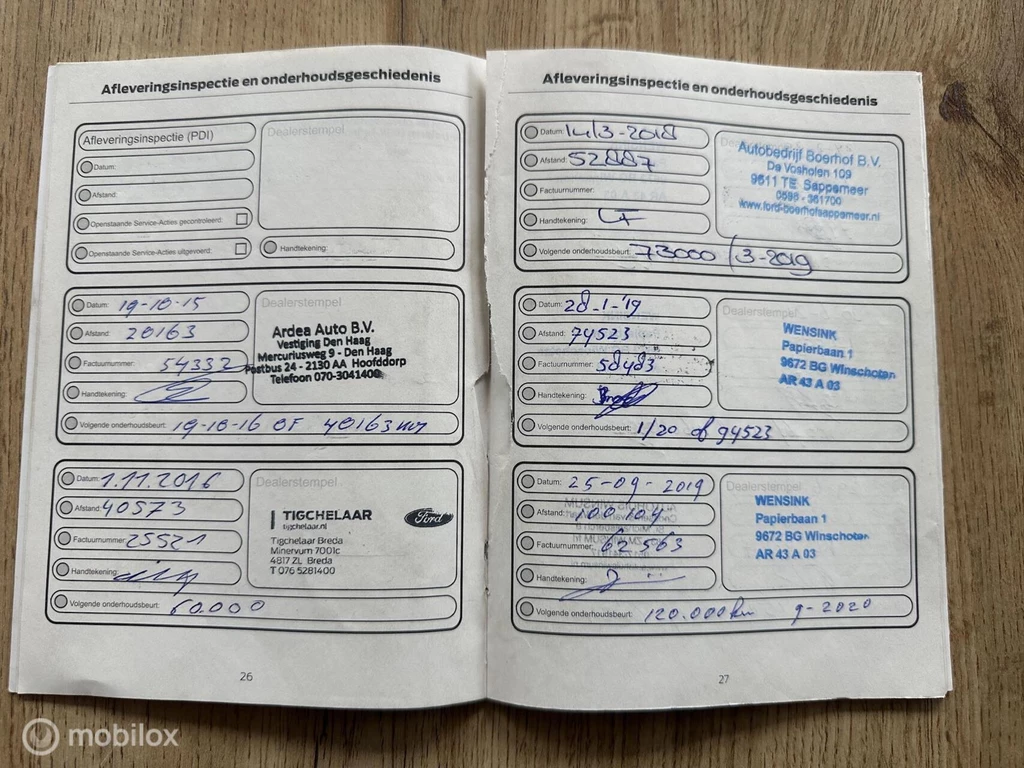 Afleveringsinspectie en onderhoudsgeschiedenis
Afleveringsinspectie (PDI)
Dealerstempel
Datum:
Afstand:
Openstaande Service-Acties gecontroleerd:
Openstaande Service-Acties uitgevoerd:
Handtekening:
Datum: 19-10-15
Dealerstempel
Afstand: 20163
Factuurnummer: 54332
Handtekening:
Ardea Auto B.V.
Vestiging Den Haag
Mercuriusweg 9 - Den Haag
Postbus 24 - 2130 AA Hoofddorp
Telefoon 070-3041400
Volgende onderhoudsbeurt: 19-10-16 OF 40163 km
Datum: 1.11.2016
Dealerstempel
Afstand: 40573
Factuurnummer: 25521
Handtekening:
TIGCHELAAR
tigchelaar.nl
Ford
Tigchelaar Breda
Minervum 7001c
4817 ZL Breda
T 076 5281400
Volgende onderhoudsbeurt: 60.000
26
Afleveringsinspectie en onderhoudsgeschiedenis
Datum: 14/3-2018
Afstand: 52887
Factuurnummer:
Handtekening:
Autobedrijf Boerhof B.V.
De Vosholen 109
9611 TE Sappemeer
0598 - 361700
www.ford-boerhofsappemeer.nl
Volgende onderhoudsbeurt: 73000 / 3-2019
Datum: 28-1-'19
Dealerstempel
Afstand: 74523
Factuurnummer: 58483
Handtekening:
WENSINK
Papierbaan 1
9672 BG Winschoten
AR 43 A 03
Volgende onderhoudsbeurt: 1/20 of 94523
Datum: 25-09-2019
Dealerstempel
Afstand: 100.104
Factuurnummer: 62563
Handtekening:
WENSINK
Papierbaan 1
9672 BG Winschoten
AR 43 A 03
Volgende onderhoudsbeurt: 120.000km 9-2020
27
mobilox